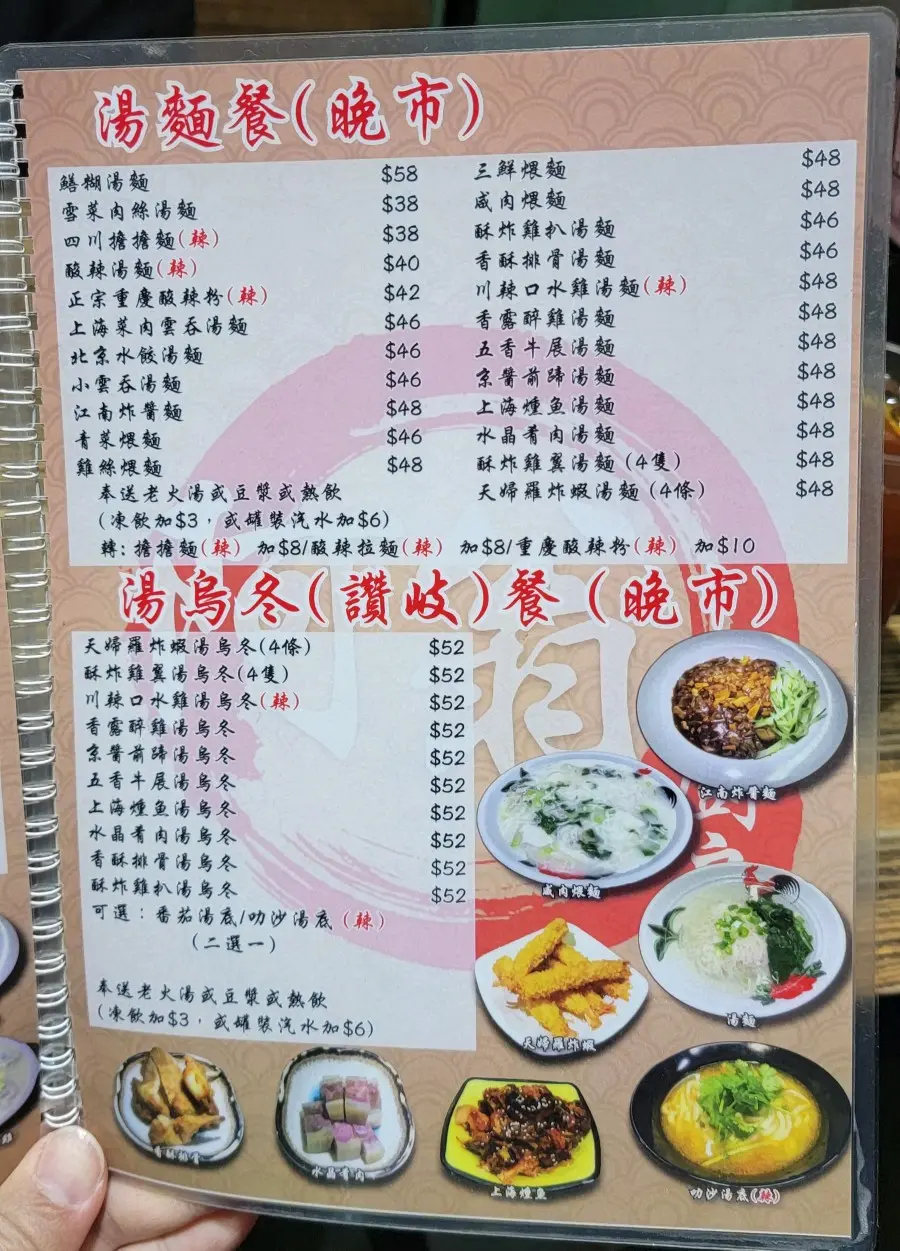 湯麵餐(晚市)
鱔糊湯麵 $58
雪菜肉絲湯麵 $38
四川擔擔麵(辣) $38
酸辣湯麵(辣) $40
正宗重慶酸辣粉(辣) $42
上海菜肉雲吞湯麵 $46
北京水餃湯麵 $46
小雲吞湯麵 $46
江南炸醬麵 $48
青菜煨麵 $46
雞絲煨麵 $48
三鮮煨麵 $48
咸肉煨麵 $48
酥炸雞扒湯麵 $46
香酥排骨湯麵 $46
川辣口水雞湯麵(辣) $48
香露醉雞湯麵 $48
五香牛展湯麵 $48
京醬前蹄湯麵 $48
上海燻魚湯麵 $48
水晶肴肉湯麵 $48
酥炸雞翼湯麵 (4隻) $48
天婦羅炸蝦湯麵 (4條) $48
奉送老火湯或豆漿或熱飲
(凍飲加$3，或罐裝汽水加$6)
轉: 擔擔麵(辣) 加$8/酸辣拉麵(辣) 加$8/重慶酸辣粉(辣) 加$10
湯烏冬(讚岐)餐 (晚市)
天婦羅炸蝦湯烏冬(4條) $52
酥炸雞翼湯烏冬(4隻) $52
川辣口水雞湯烏冬(辣) $52
香露醉雞湯烏冬 $52
京醬前蹄湯烏冬 $52
五香牛展湯烏冬 $52
上海燻魚湯烏冬 $52
水晶肴肉湯烏冬 $52
香酥排骨湯烏冬 $52
酥炸雞扒湯烏冬 $52
可選：番茄湯底/叻沙湯底 (辣)
(二選一)
奉送老火湯或豆漿或熱飲
(凍飲加$3，或罐裝汽水加$6)
江南炸醬麵
咸肉煨麵
湯麵
天婦羅炸蝦
香酥排骨
水晶肴肉
上海燻魚
叻沙湯底(辣)